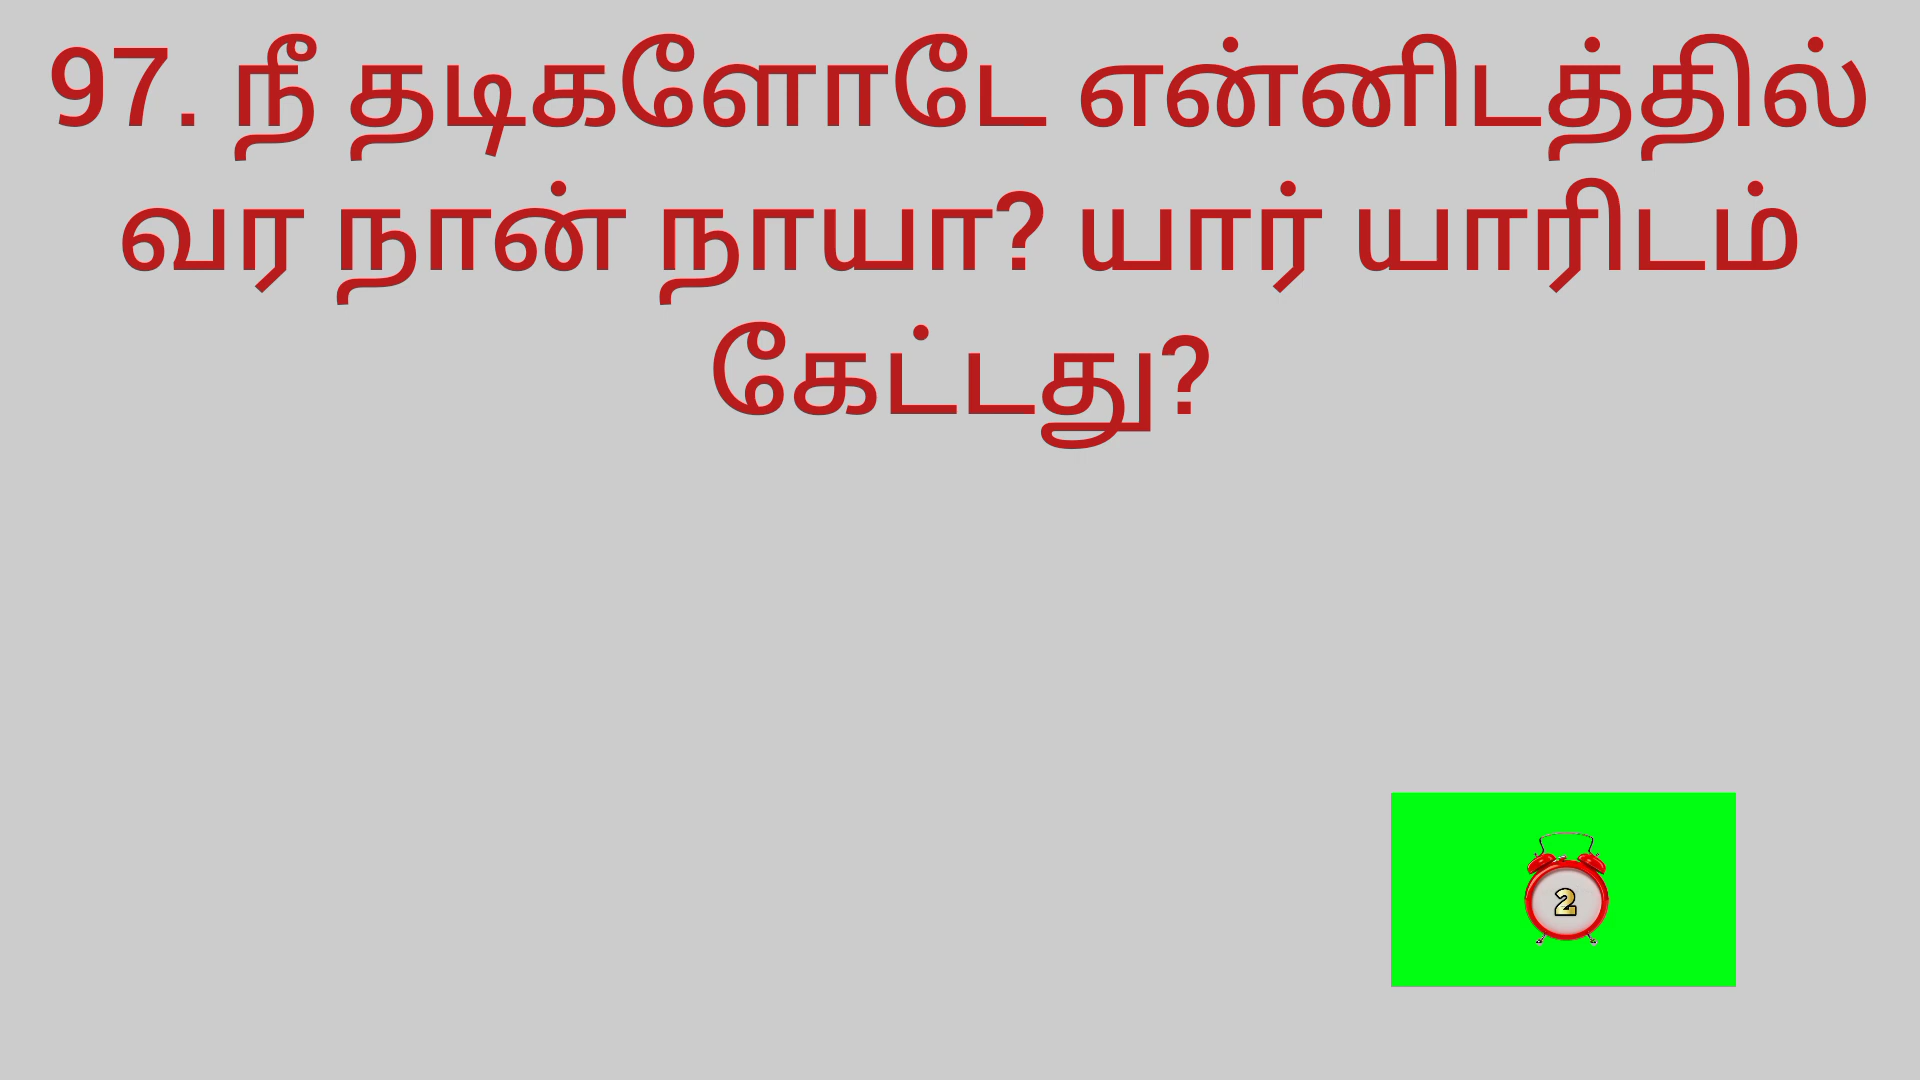 97. நீ தடிகளோடே என்னிடத்தில்
வர நான் நாயா? யார் யாரிடம்
கேட்டது?
2